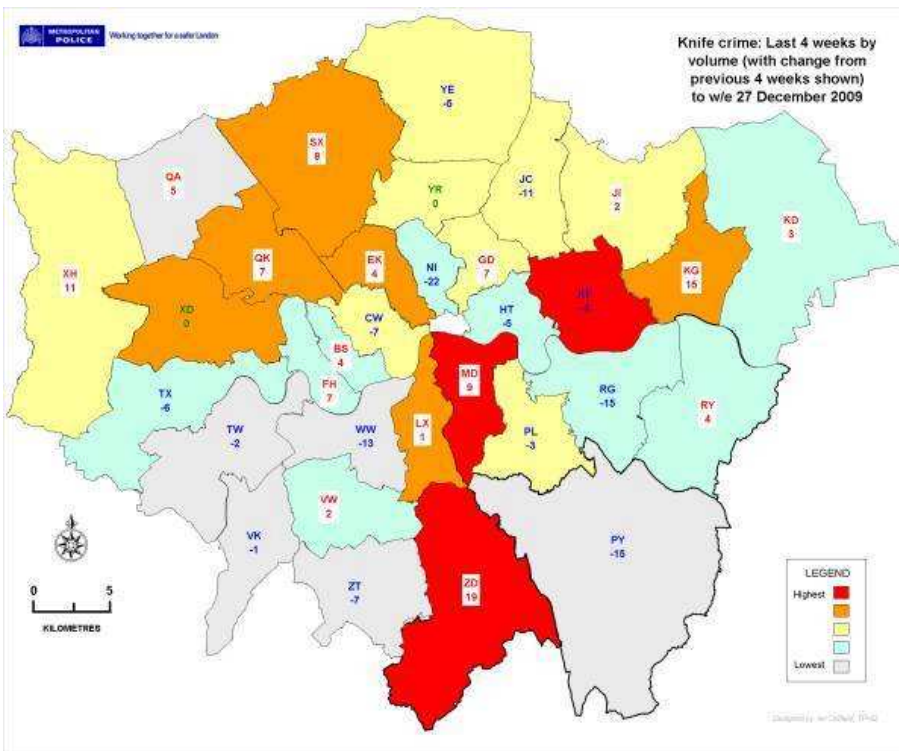 METROPOLITAN
POLICE
Working together for a safer London
Knife crime: Last 4 weeks by
volume (with change from
previous 4 weeks shown)
to w/e 27 December 2009
YE
-6
SX
8
QA
5
YR
0
JC
-11
JI
2
KD
3
XH
11
QK
7
EK
4
NI
-22
GD
7
KG
15
XD
0
CW
-7
HT
-5
BS
4
FH
7
MD
9
TX
-6
RG
-15
RY
4
TW
-2
WW
-13
LX
1
PL
-3
VW
2
VK
-1
PY
-15
ZT
-7
ZD
19
0
5
KILOMETRES
LEGEND
Highest
Lowest